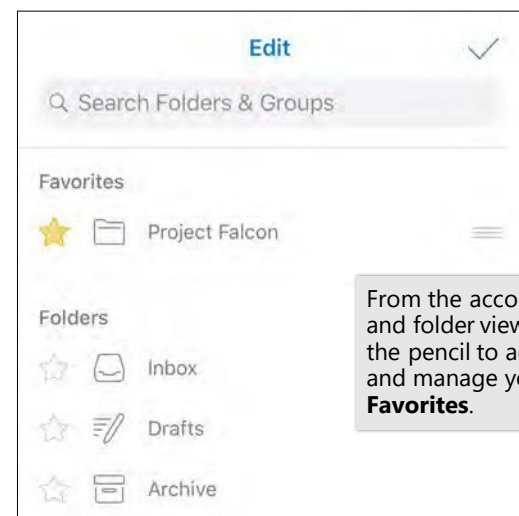 Edit
Search Folders & Groups
Favorites
Project Falcon
Folders
Inbox
Drafts
Archive
From the acco
and folder view
the pencil to a
and manage yo
Favorites.